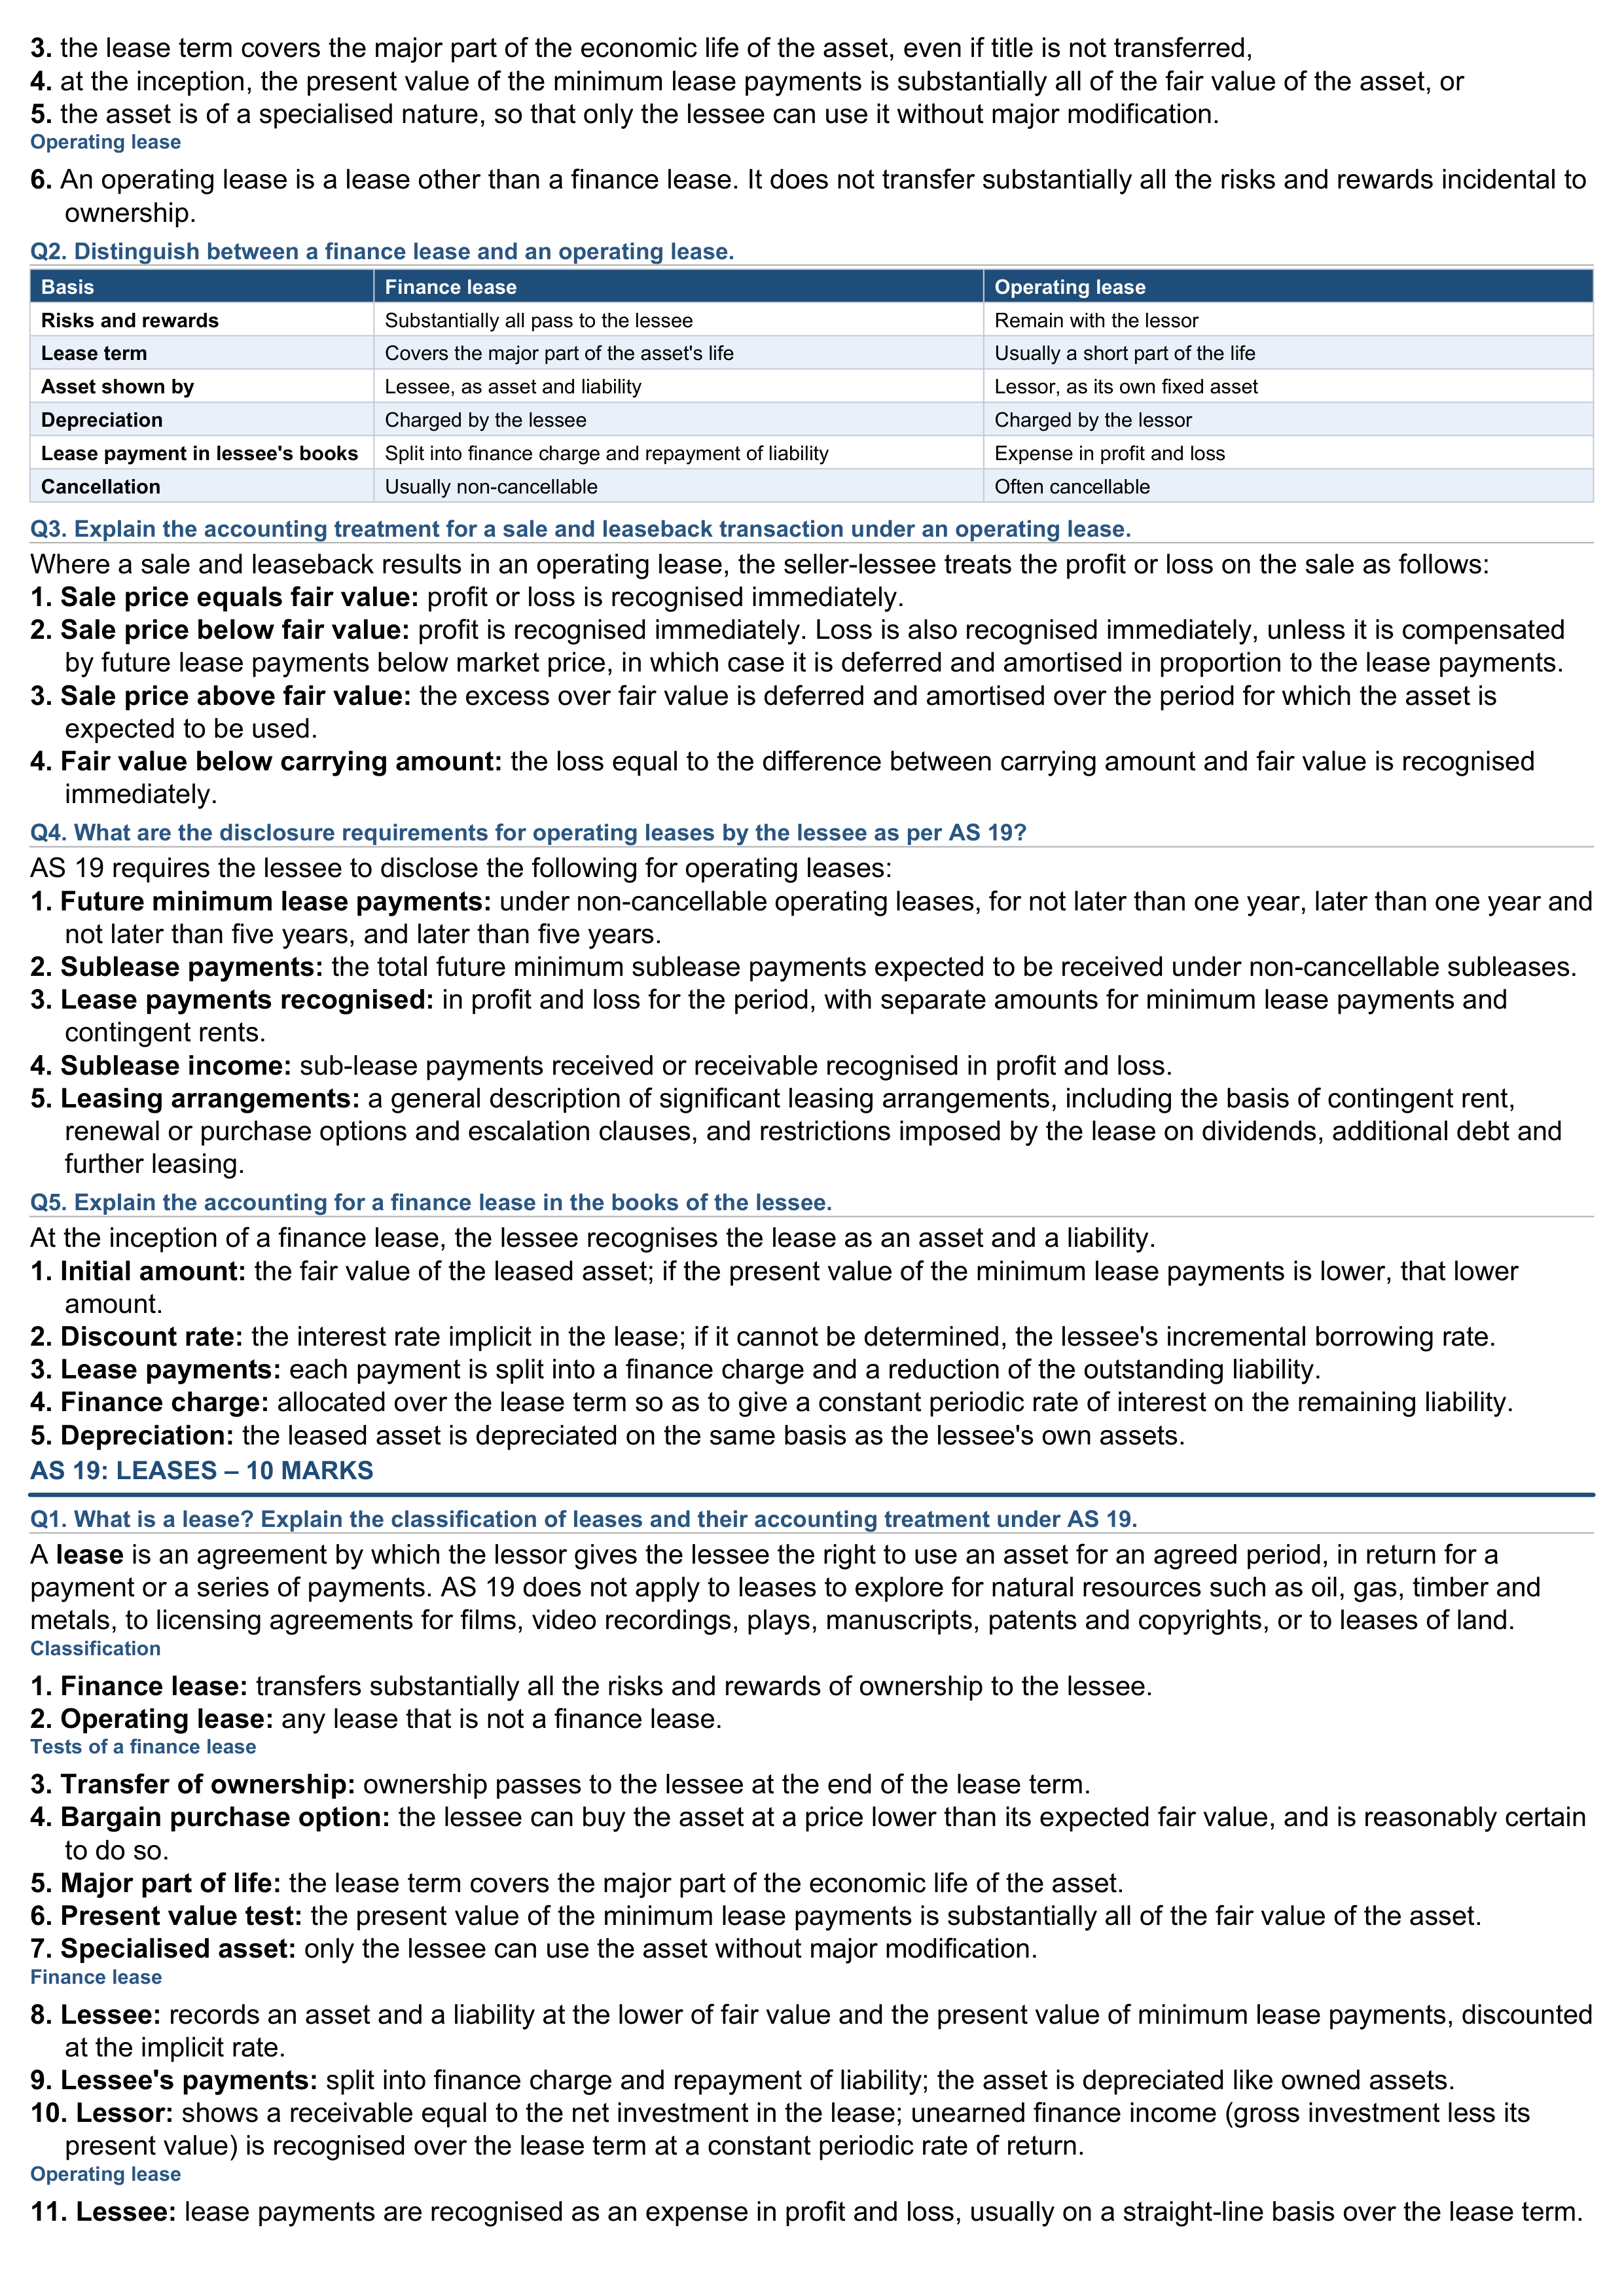 3. the lease term covers the major part of the economic life of the asset, even if title is not transferred,
4. at the inception, the present value of the minimum lease payments is substantially all of the fair value of the asset, or
5. the asset is of a specialised nature, so that only the lessee can use it without major modification.
Operating lease
6. An operating lease is a lease other than a finance lease. It does not transfer substantially all the risks and rewards incidental to
ownership.
Q2. Distinguish between a finance lease and an operating lease.
Basis Finance lease Operating lease
Risks and rewards Substantially all pass to the lessee Remain with the lessor
Lease term Covers the major part of the asset's life Usually a short part of the life
Asset shown by Lessee, as asset and liability Lessor, as its own fixed asset
Depreciation Charged by the lessee Charged by the lessor
Lease payment in lessee's books Split into finance charge and repayment of liability Expense in profit and loss
Cancellation Usually non-cancellable Often cancellable
Q3. Explain the accounting treatment for a sale and leaseback transaction under an operating lease.
Where a sale and leaseback results in an operating lease, the seller-lessee treats the profit or loss on the sale as follows:
1. Sale price equals fair value: profit or loss is recognised immediately.
2. Sale price below fair value: profit is recognised immediately. Loss is also recognised immediately, unless it is compensated
by future lease payments below market price, in which case it is deferred and amortised in proportion to the lease payments.
3. Sale price above fair value: the excess over fair value is deferred and amortised over the period for which the asset is
expected to be used.
4. Fair value below carrying amount: the loss equal to the difference between carrying amount and fair value is recognised
immediately.
Q4. What are the disclosure requirements for operating leases by the lessee as per AS 19?
AS 19 requires the lessee to disclose the following for operating leases:
1. Future minimum lease payments: under non-cancellable operating leases, for not later than one year, later than one year and
not later than five years, and later than five years.
2. Sublease payments: the total future minimum sublease payments expected to be received under non-cancellable subleases.
3. Lease payments recognised: in profit and loss for the period, with separate amounts for minimum lease payments and
contingent rents.
4. Sublease income: sub-lease payments received or receivable recognised in profit and loss.
5. Leasing arrangements: a general description of significant leasing arrangements, including the basis of contingent rent,
renewal or purchase options and escalation clauses, and restrictions imposed by the lease on dividends, additional debt and
further leasing.
Q5. Explain the accounting for a finance lease in the books of the lessee.
At the inception of a finance lease, the lessee recognises the lease as an asset and a liability.
1. Initial amount: the fair value of the leased asset; if the present value of the minimum lease payments is lower, that lower
amount.
2. Discount rate: the interest rate implicit in the lease; if it cannot be determined, the lessee's incremental borrowing rate.
3. Lease payments: each payment is split into a finance charge and a reduction of the outstanding liability.
4. Finance charge: allocated over the lease term so as to give a constant periodic rate of interest on the remaining liability.
5. Depreciation: the leased asset is depreciated on the same basis as the lessee's own assets.
AS 19: LEASES – 10 MARKS
Q1. What is a lease? Explain the classification of leases and their accounting treatment under AS 19.
A lease is an agreement by which the lessor gives the lessee the right to use an asset for an agreed period, in return for a
payment or a series of payments. AS 19 does not apply to leases to explore for natural resources such as oil, gas, timber and
metals, to licensing agreements for films, video recordings, plays, manuscripts, patents and copyrights, or to leases of land.
Classification
1. Finance lease: transfers substantially all the risks and rewards of ownership to the lessee.
2. Operating lease: any lease that is not a finance lease.
Tests of a finance lease
3. Transfer of ownership: ownership passes to the lessee at the end of the lease term.
4. Bargain purchase option: the lessee can buy the asset at a price lower than its expected fair value, and is reasonably certain
to do so.
5. Major part of life: the lease term covers the major part of the economic life of the asset.
6. Present value test: the present value of the minimum lease payments is substantially all of the fair value of the asset.
7. Specialised asset: only the lessee can use the asset without major modification.
Finance lease
8. Lessee: records an asset and a liability at the lower of fair value and the present value of minimum lease payments, discounted
at the implicit rate.
9. Lessee's payments: split into finance charge and repayment of liability; the asset is depreciated like owned assets.
10. Lessor: shows a receivable equal to the net investment in the lease; unearned finance income (gross investment less its
present value) is recognised over the lease term at a constant periodic rate of return.
Operating lease
11. Lessee: lease payments are recognised as an expense in profit and loss, usually on a straight-line basis over the lease term.